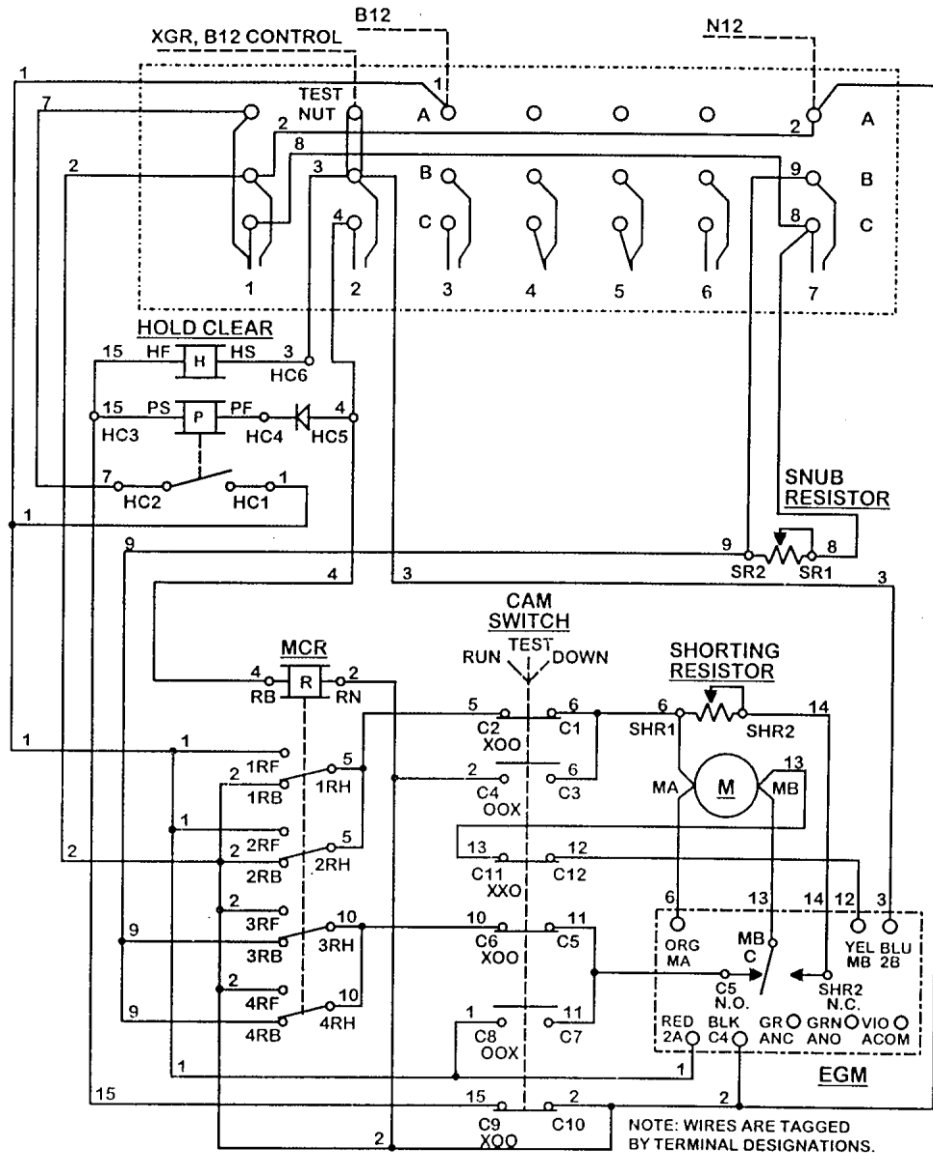 B12
XGR, B12 CONTROL
N12
1
1
7
TEST
NUT
A
A
2
2
8
2
3
B
9
B
4
C
8
C
1 2 3 4 5 6 7
HOLD CLEAR
15 HF H HS 3
HC6
15 PS P PF 4
HC3 HC4 HC5
7 1
HC2 HC1
SNUB
RESISTOR
1
9
9 8
SR2 SR1
4
3
3
CAM
SWITCH
TEST
RUN DOWN
MCR
4 R 2
RB RN
SHORTING
RESISTOR
5 6 6 14
C2 C1 SHR1 SHR2
XOO
1
1
1RF
5
2 1RH
1RB
2 6
C4 C3
OOX
MA M MB 13
1
2RF
5
2 2
2RB 2RH
13 12
C11 C12
XXO
2
3RF
10
9 3RH
3RB
10 11
C6 C5
XOO
6 13 14 12 3
ORG
MA
MB
C
YEL
MB
BLU
2B
2
4RF
10
9
4RB 4RH
1 11
C8 C7
OOX
C5
N.O.
SHR2
N.C.
RED
2A
BLK
C4
GR
ANC
GRN
ANO
VIO
ACOM
1
1
EGM
15
15 2
C9 C10
XOO
2
2
NOTE: WIRES ARE TAGGED
BY TERMINAL DESIGNATIONS.